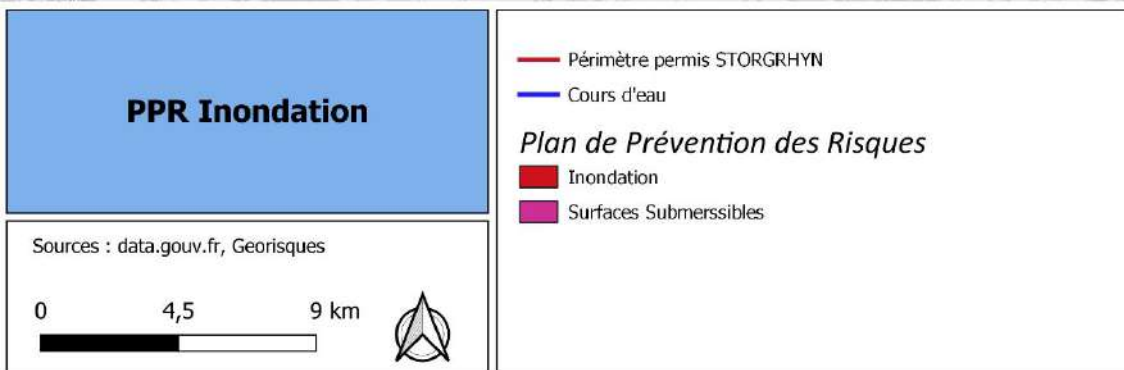 PPR Inondation
Sources : data.gouv.fr, Georisques
0 4,5 9 km
Périmètre permis STORGRHYN
Cours d'eau
Plan de Prévention des Risques
Inondation
Surfaces Submerssibles